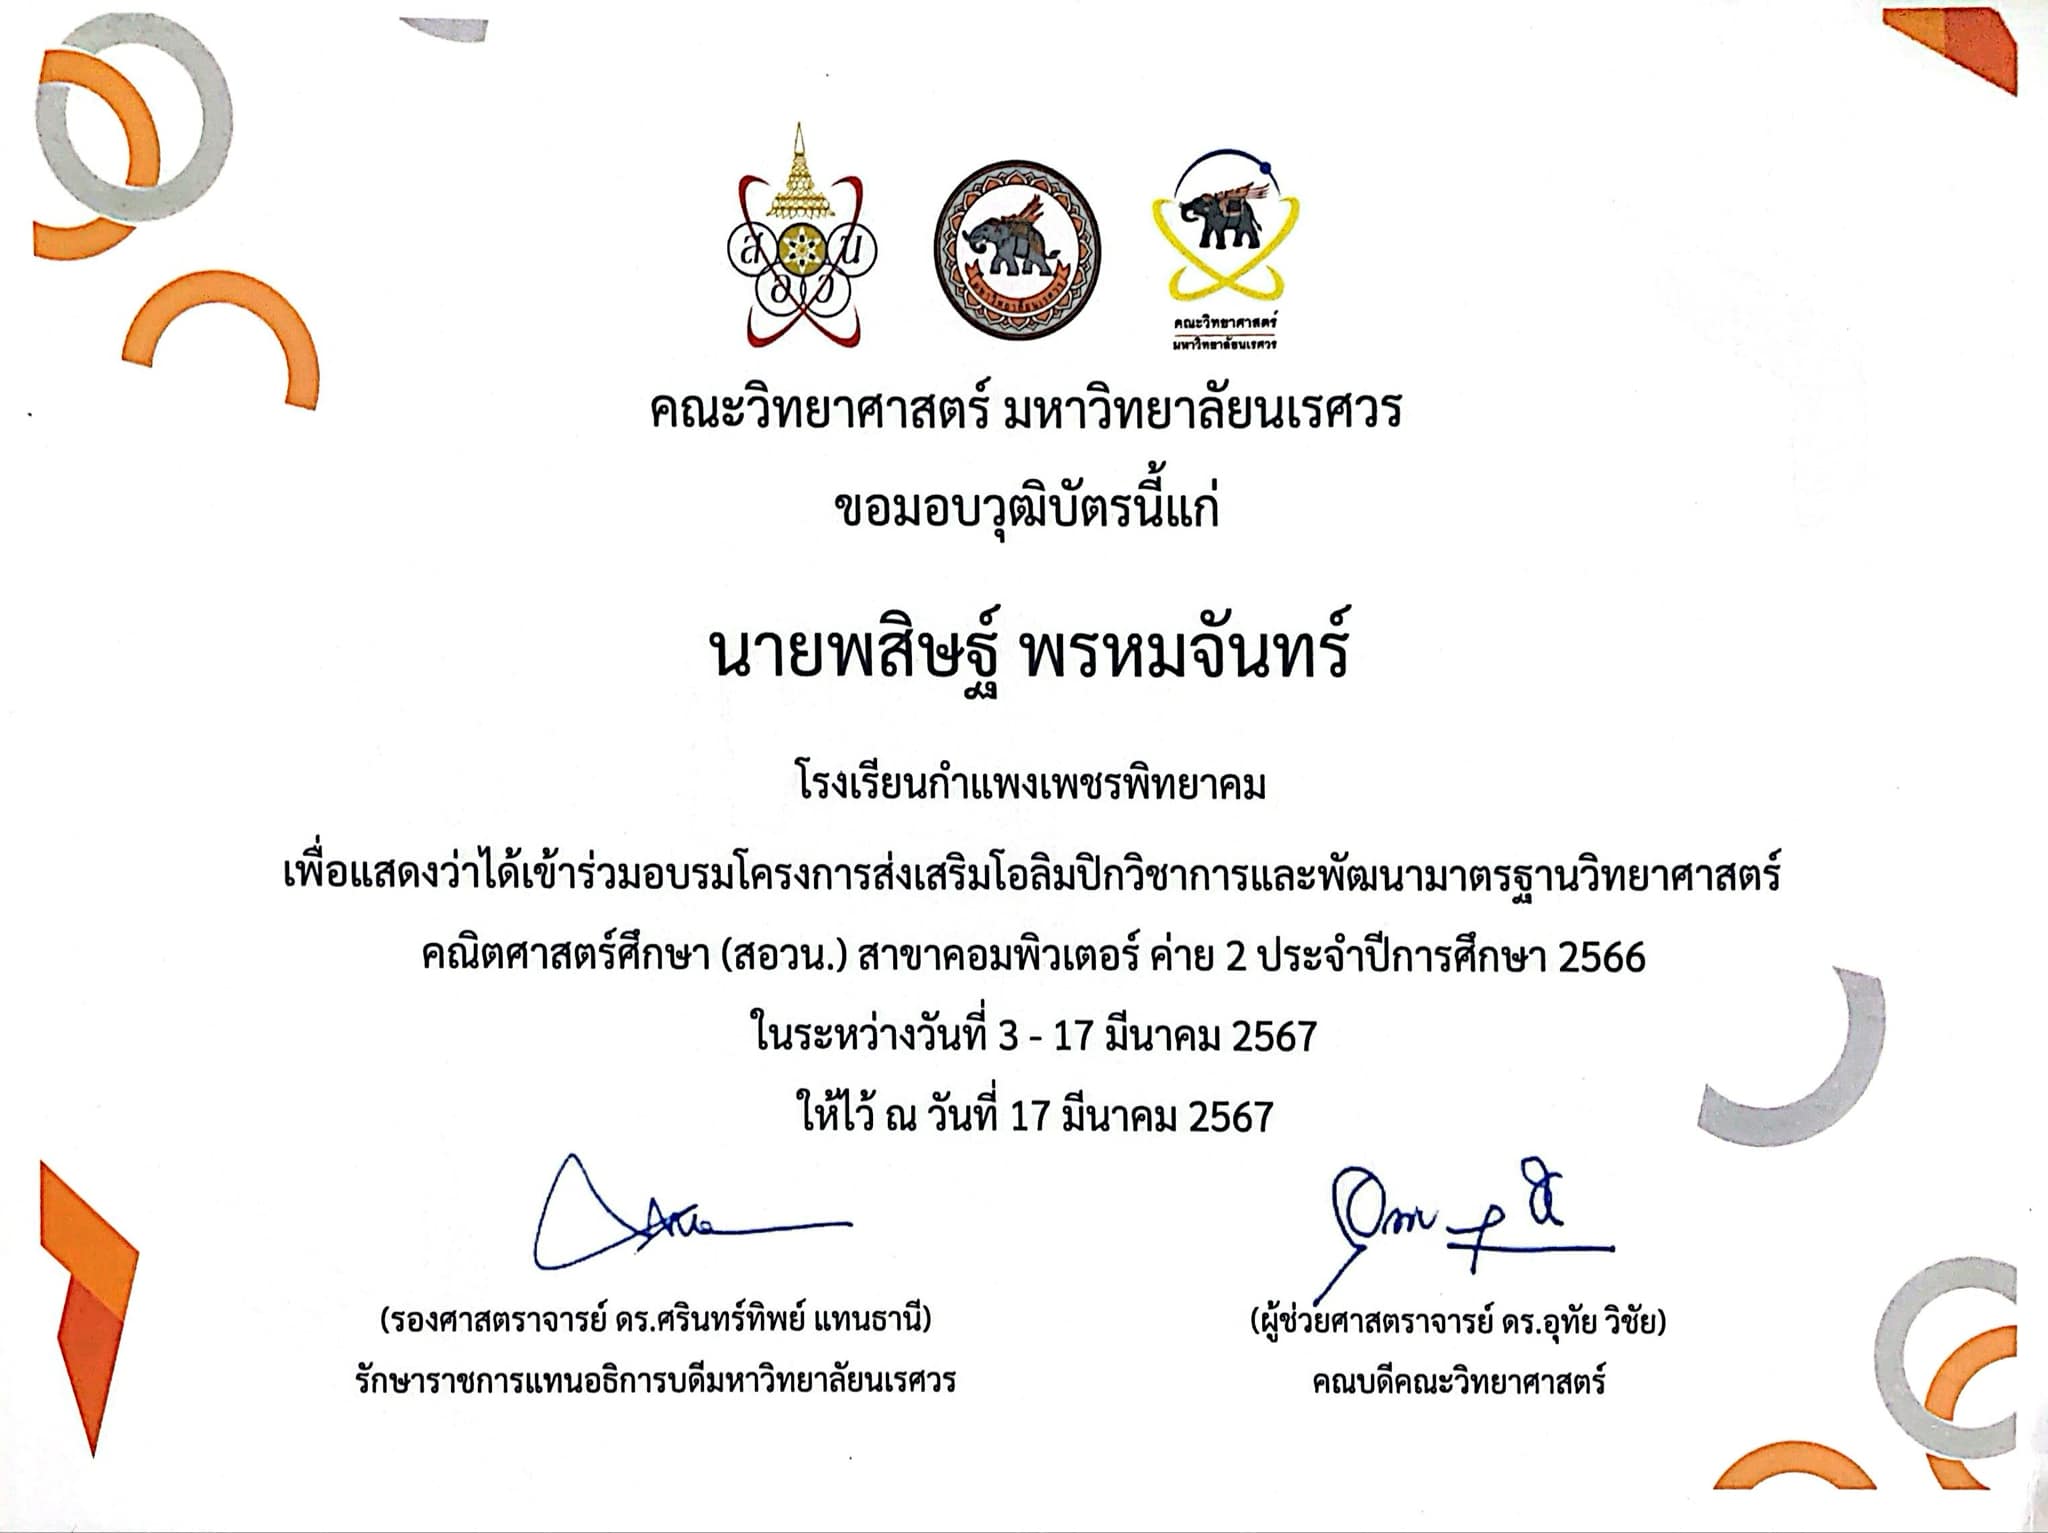 ส อ ว น
มหาวิทยาลัยนเรศวร
คณะวิทยาศาสตร์
มหาวิทยาลัยนเรศวร
คณะวิทยาศาสตร์ มหาวิทยาลัยนเรศวร
ขอมอบวุฒิบัตรนี้แก่
นายพสิษฐ์ พรหมจันทร์
โรงเรียนกำแพงเพชรพิทยาคม
เพื่อแสดงว่าได้เข้าร่วมอบรมโครงการส่งเสริมโอลิมปิกวิชาการและพัฒนามาตรฐานวิทยาศาสตร์
คณิตศาสตร์ศึกษา (สอวน.) สาขาคอมพิวเตอร์ ค่าย 2 ประจำปีการศึกษา 2566
ในระหว่างวันที่ 3 - 17 มีนาคม 2567
ให้ไว้ ณ วันที่ 17 มีนาคม 2567
(รองศาสตราจารย์ ดร.ศรินทร์ทิพย์ แทนธานี)
รักษาราชการแทนอธิการบดีมหาวิทยาลัยนเรศวร
(ผู้ช่วยศาสตราจารย์ ดร.อุทัย วิชัย)
คณบดีคณะวิทยาศาสตร์